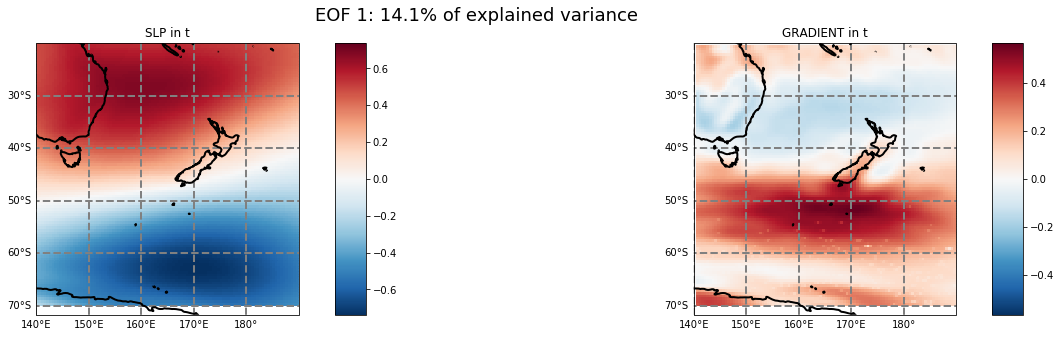 EOF 1: 14.1% of explained variance
SLP in t
GRADIENT in t
30°S
40°S
50°S
60°S
70°S
140°E 150°E 160°E 170°E 180°
0.6
0.4
0.2
0.0
−0.2
−0.4
−0.6
30°S
40°S
50°S
60°S
70°S
140°E 150°E 160°E 170°E 180°
0.4
0.2
0.0
−0.2
−0.4